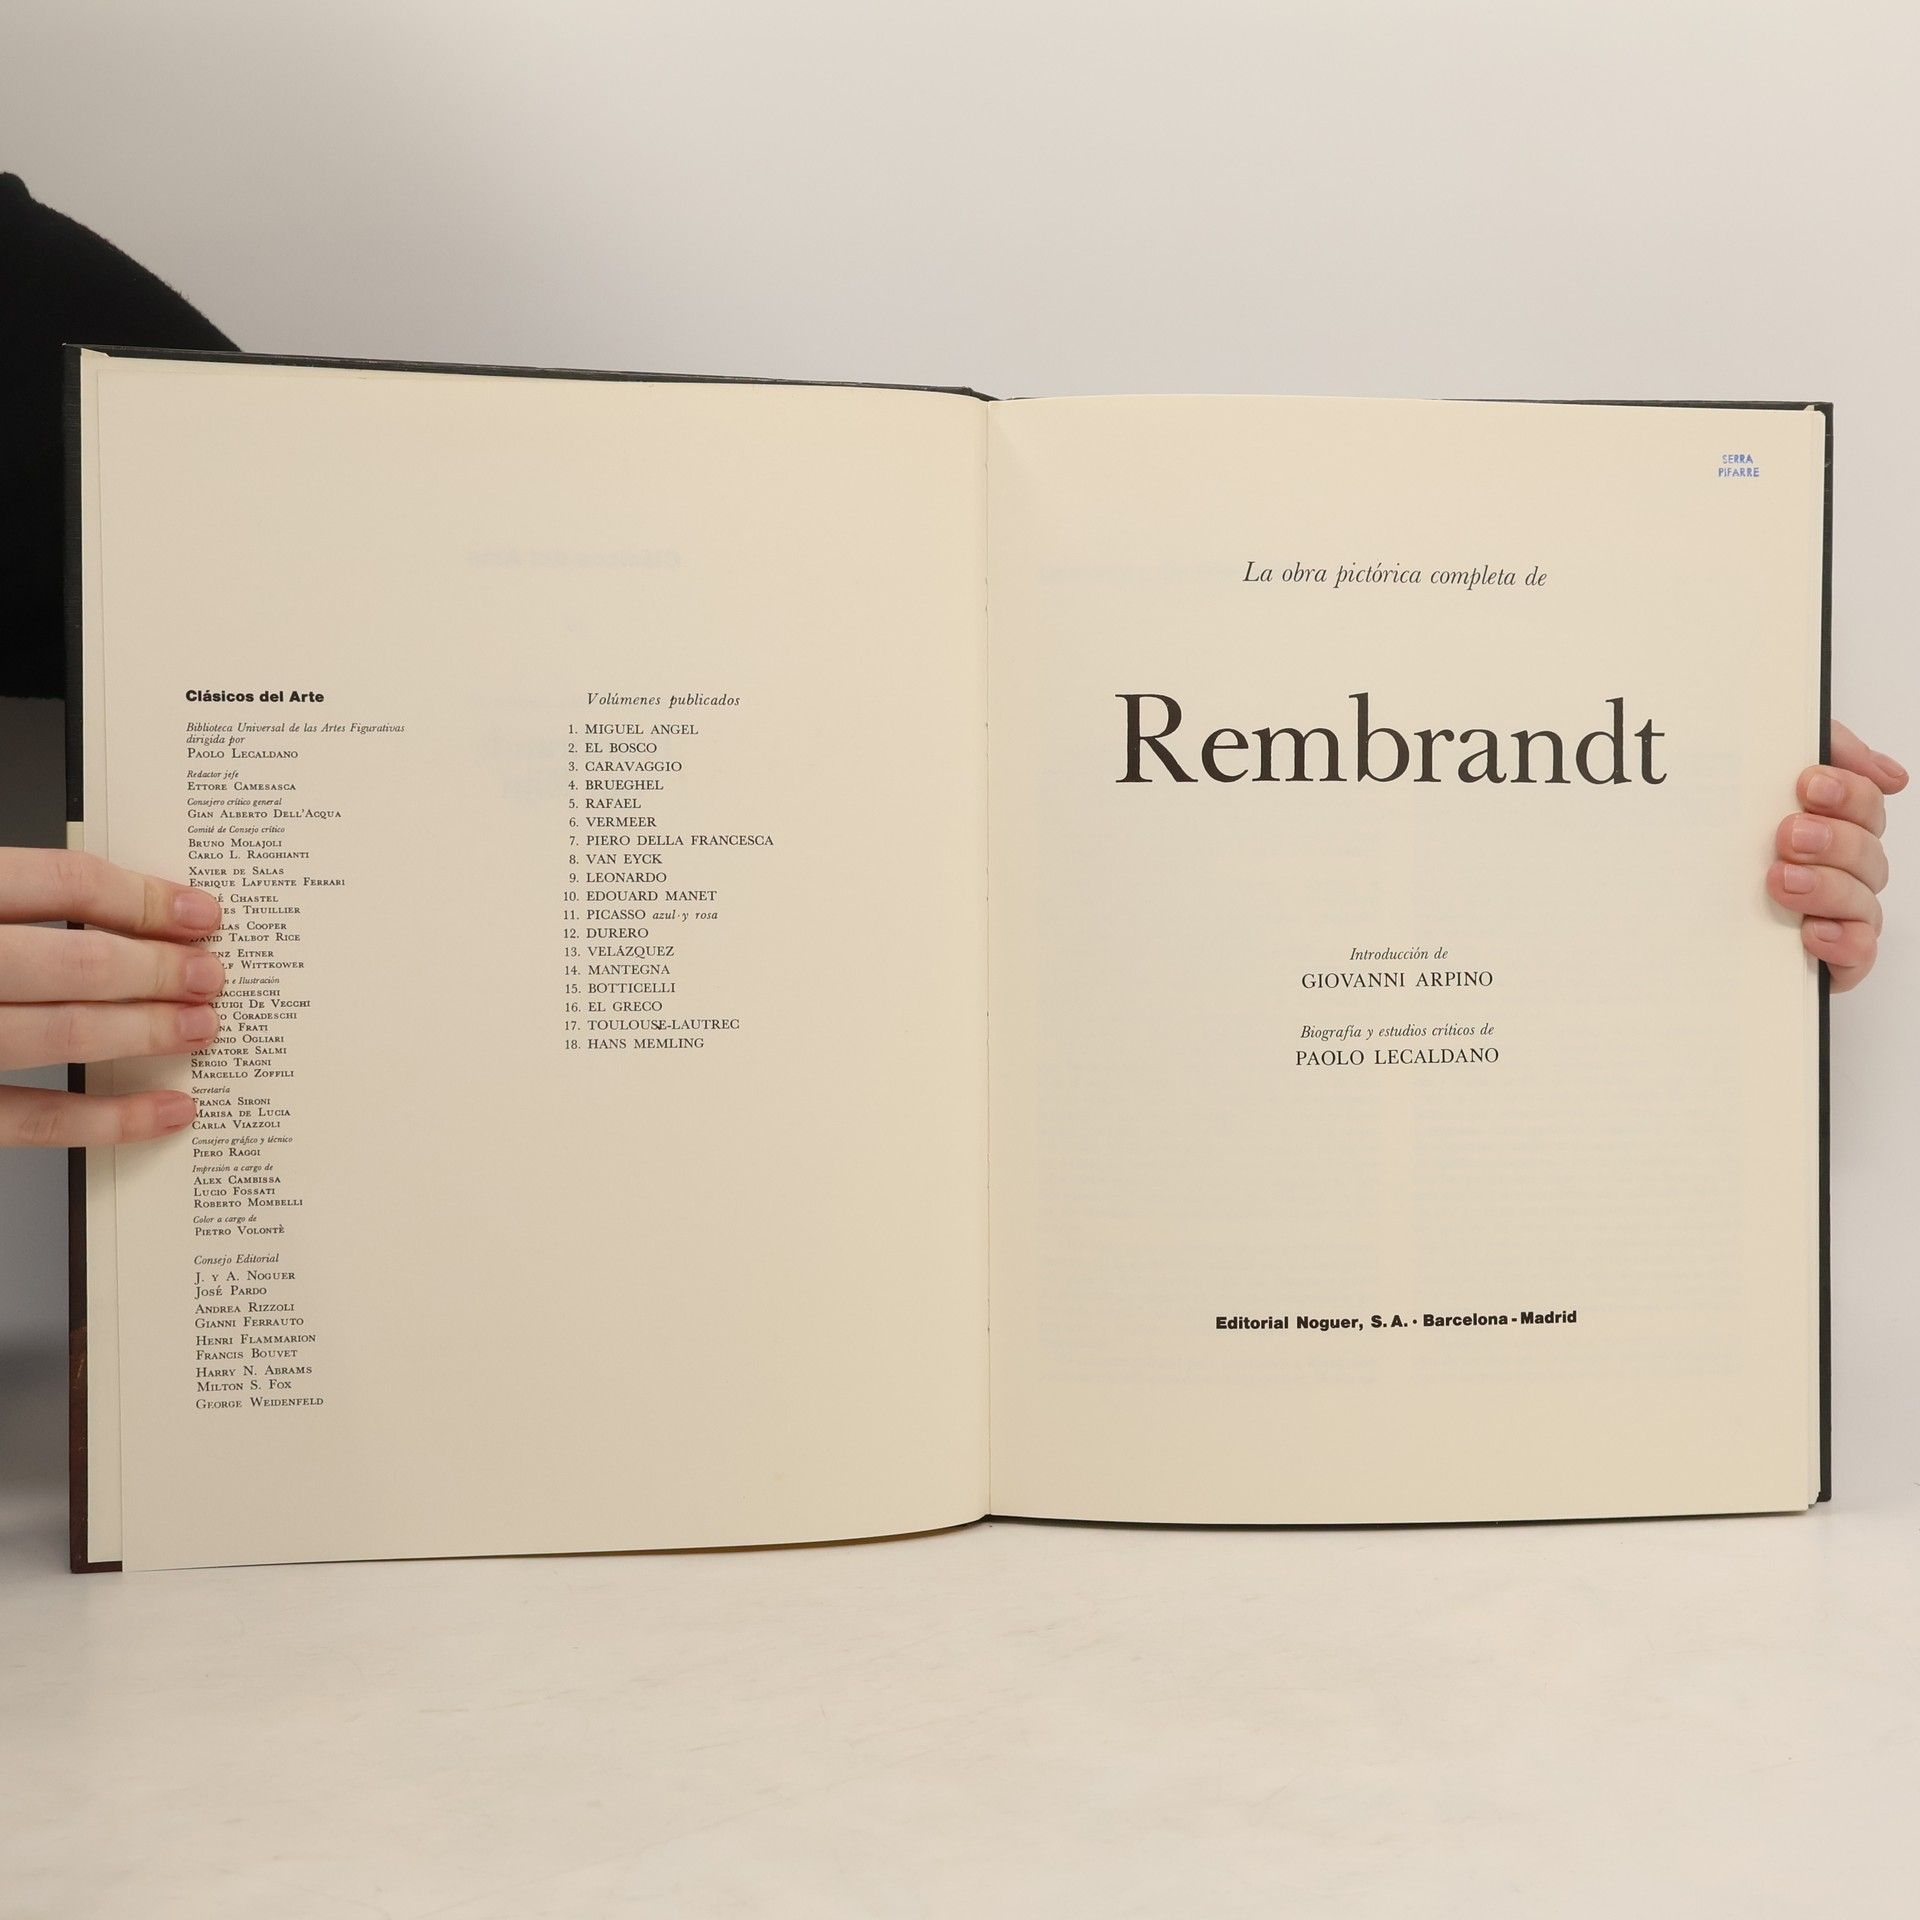 Clásicos del Arte
Biblioteca Universal de las Artes Figurativas
dirigida por
PAOLO LECALDANO
Redactor jefe
ETTORE CAMESASCA
Consejero crítico general
GIAN ALBERTO DELL'ACQUA
Comité de Consejo crítico
BRUNO MOLAJOLI
CARLO L. RAGGHIANTI
XAVIER DE SALAS
ENRIQUE LAFUENTE FERRARI
CHASTEL
THUILLIER
COOPER
DAVID TALBOT RICE
EITNER
WITTKOWER
e Ilustración
BACCHESCHI
DE VECCHI
CORADESCHI
FRATI
OGLIARI
SALVATORE SALMI
SERGIO TRAGNI
MARCELLO ZOFFILI
Secretaría
FRANCA SIRONI
MARISA DE LUCIA
CARLA VIAZZOLI
Consejero gráfico y técnico
PIERO RAGGI
Impresión a cargo de
ALEX CAMBISSA
LUCIO FOSSATI
ROBERTO MOMBELLI
Color a cargo de
PIETRO VOLONTÈ
Consejo Editorial
J. Y A. NOGUER
JOSÉ PARDO
ANDREA RIZZOLI
GIANNI FERRAUTO
HENRI FLAMMARION
FRANCIS BOUVET
HARRY N. ABRAMS
MILTON S. FOX
GEORGE WEIDENFELD
Volúmenes publicados
1. MIGUEL ANGEL
2. EL BOSCO
3. CARAVAGGIO
4. BRUEGHEL
5. RAFAEL
6. VERMEER
7. PIERO DELLA FRANCESCA
8. VAN EYCK
9. LEONARDO
10. EDOUARD MANET
11. PICASSO azul y rosa
12. DURERO
13. VELÁZQUEZ
14. MANTEGNA
15. BOTTICELLI
16. EL GRECO
17. TOULOUSE-LAUTREC
18. HANS MEMLING
SERRA
PIFARRE
La obra pictórica completa de
Rembrandt
Introducción de
GIOVANNI ARPINO
Biografía y estudios críticos de
PAOLO LECALDANO
Editorial Noguer, S. A. · Barcelona - Madrid